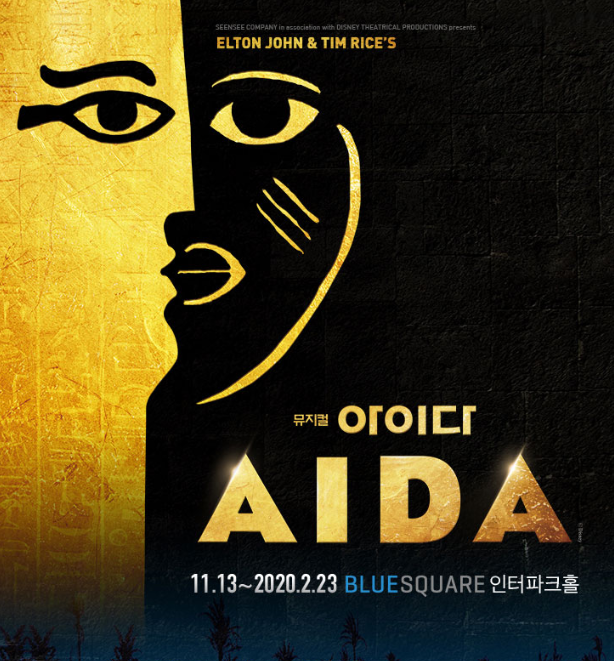 SEENSEE COMPANY in association with DISNEY THEATRICAL PRODUCTIONS presents
ELTON JOHN & TIM RICE'S
뮤지컬 아이다
AIDA
© Disney
11.13~2020.2.23 BLUESQUARE 인터파크홀